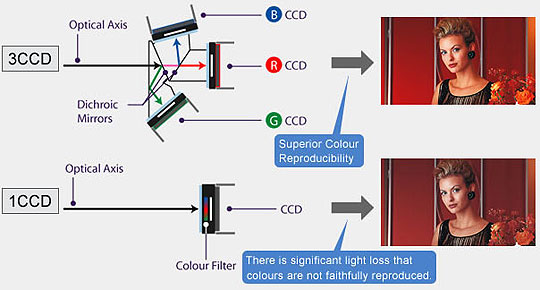 Optical Axis
B CCD
3CCD
R CCD
Dichroic
Mirrors
G CCD
Superior Colour
Reproducibility
Optical Axis
1CCD
CCD
Colour Filter
There is significant light loss that
colours are not faithfully reproduced.